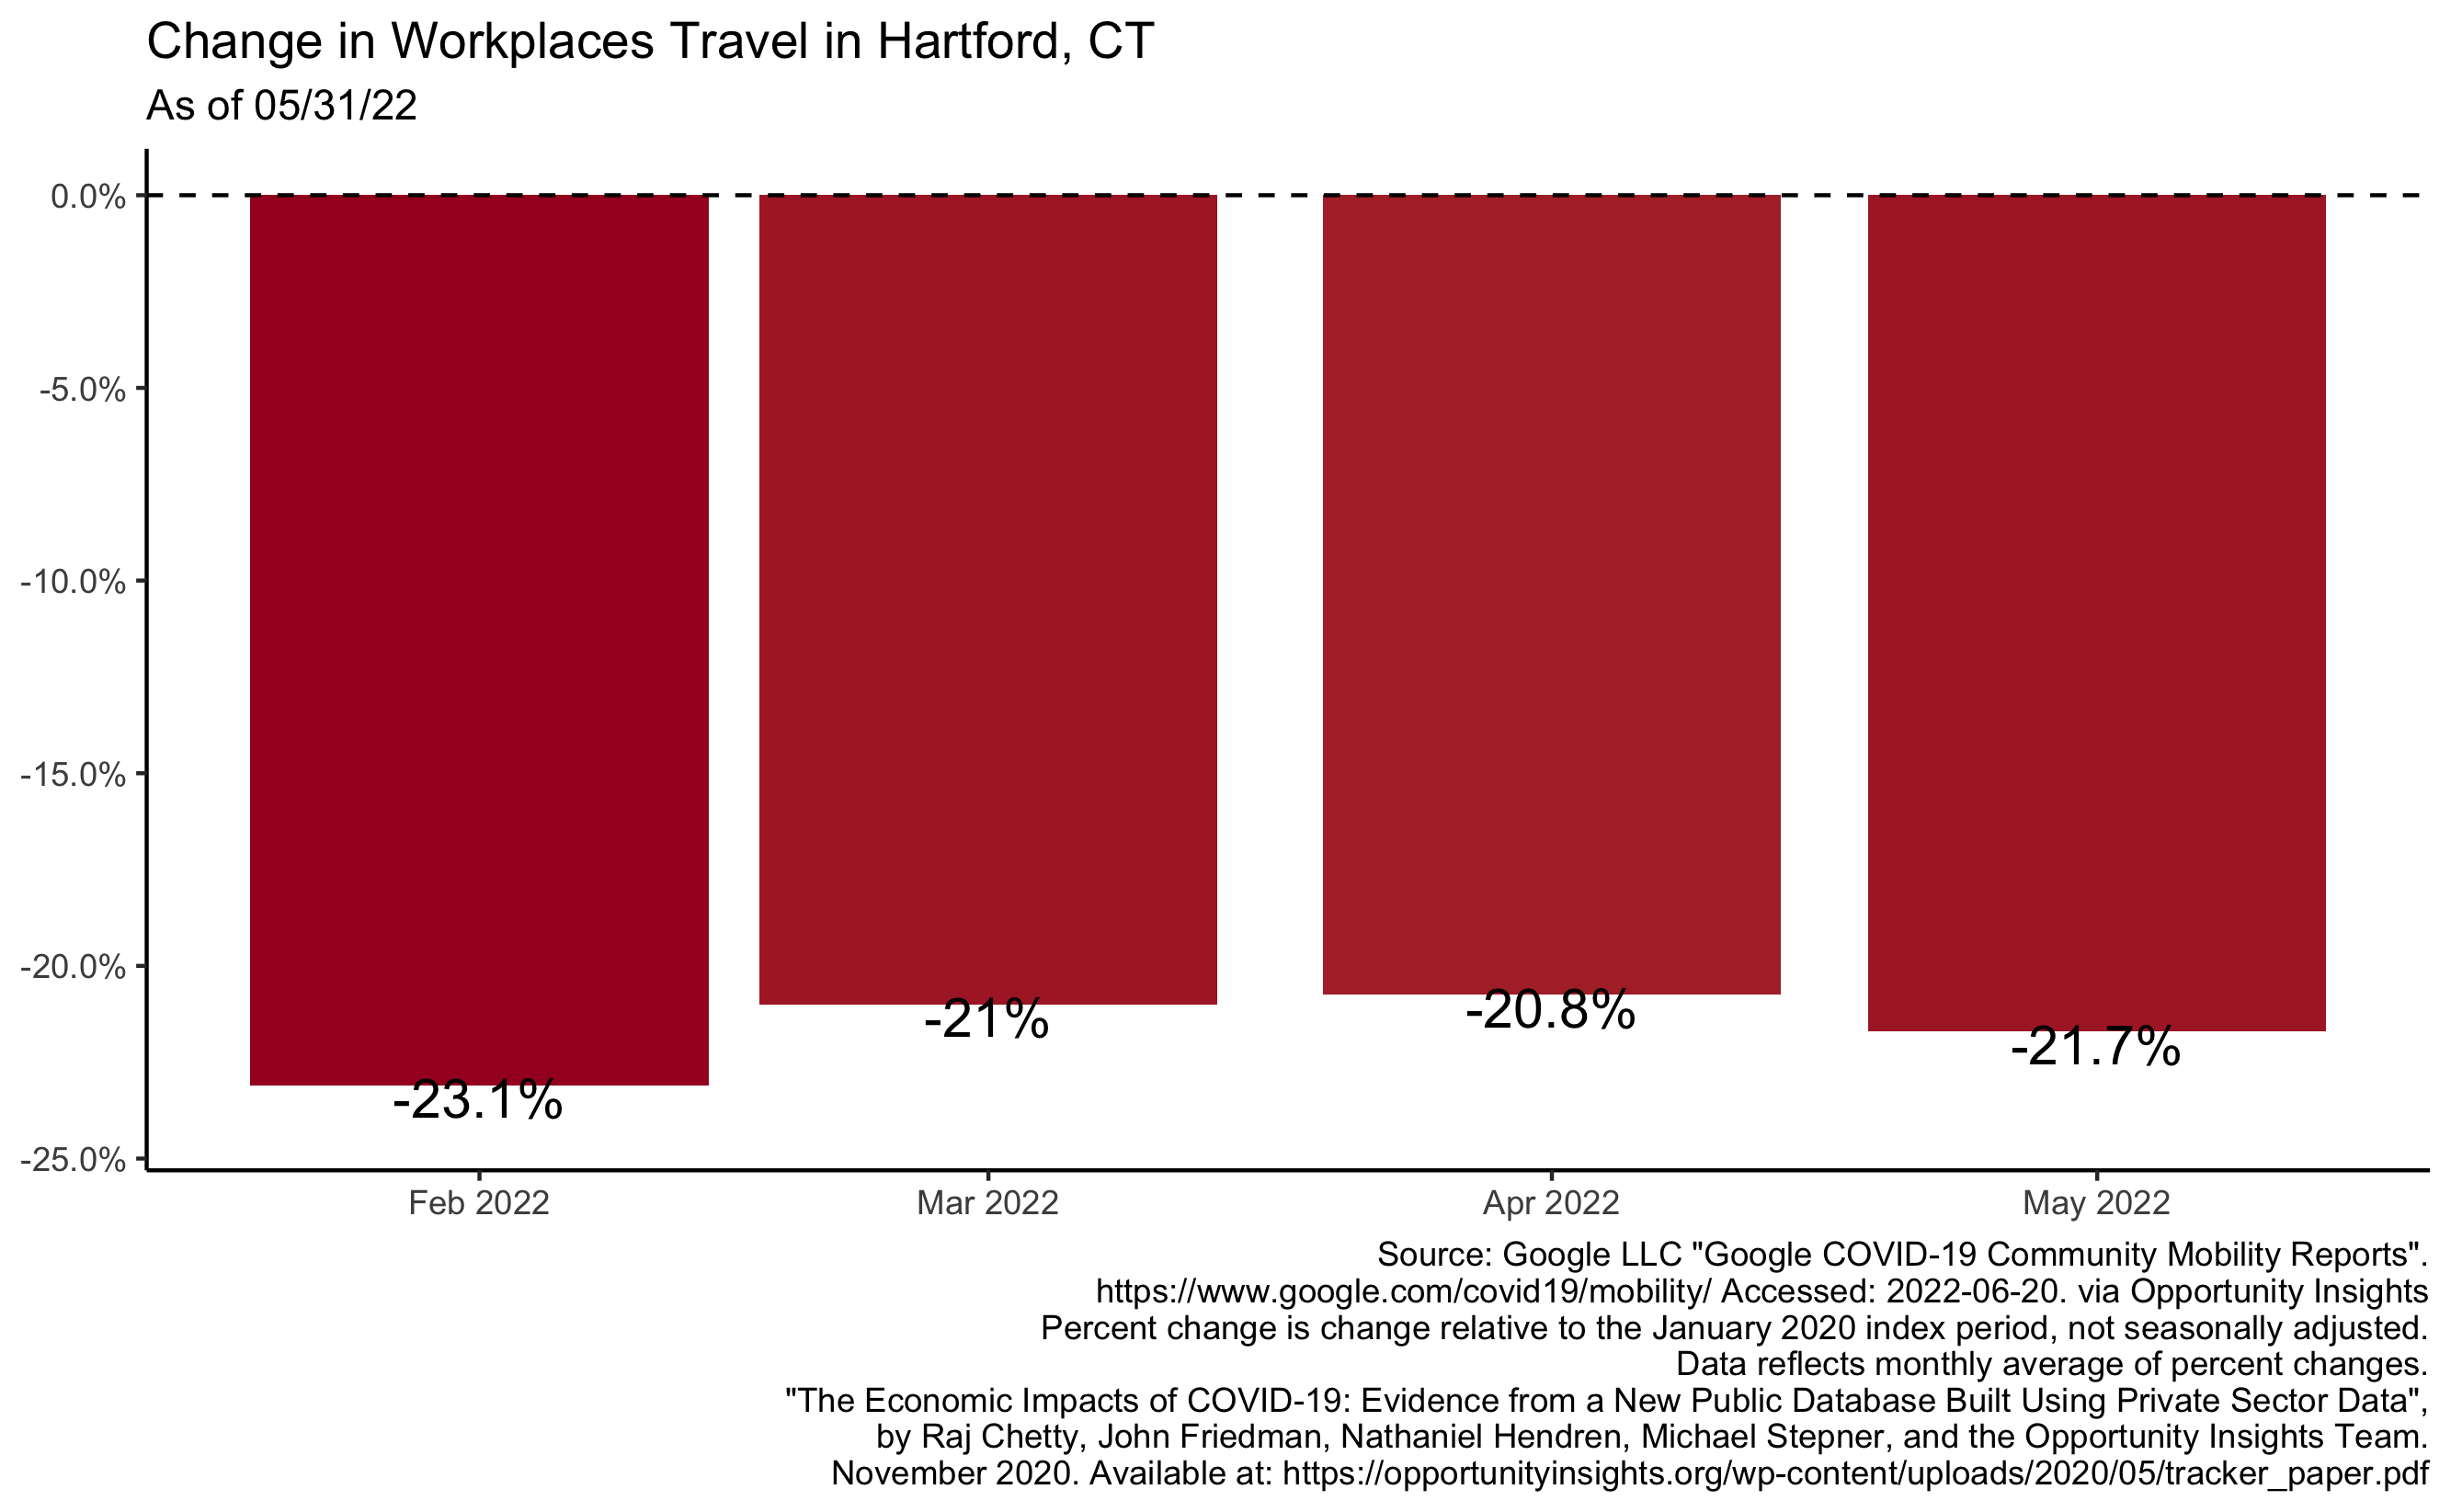 Change in Workplaces Travel in Hartford, CT
As of 05/31/22
0.0%
-5.0%
-10.0%
-15.0%
-20.0%
-25.0%
-23.1%
-21%
-20.8%
-21.7%
Feb 2022
Mar 2022
Apr 2022
May 2022
Source: Google LLC "Google COVID-19 Community Mobility Reports".
https://www.google.com/covid19/mobility/ Accessed: 2022-06-20. via Opportunity Insights
Percent change is change relative to the January 2020 index period, not seasonally adjusted.
Data reflects monthly average of percent changes.
"The Economic Impacts of COVID-19: Evidence from a New Public Database Built Using Private Sector Data",
by Raj Chetty, John Friedman, Nathaniel Hendren, Michael Stepner, and the Opportunity Insights Team.
November 2020. Available at: https://opportunityinsights.org/wp-content/uploads/2020/05/tracker_paper.pdf